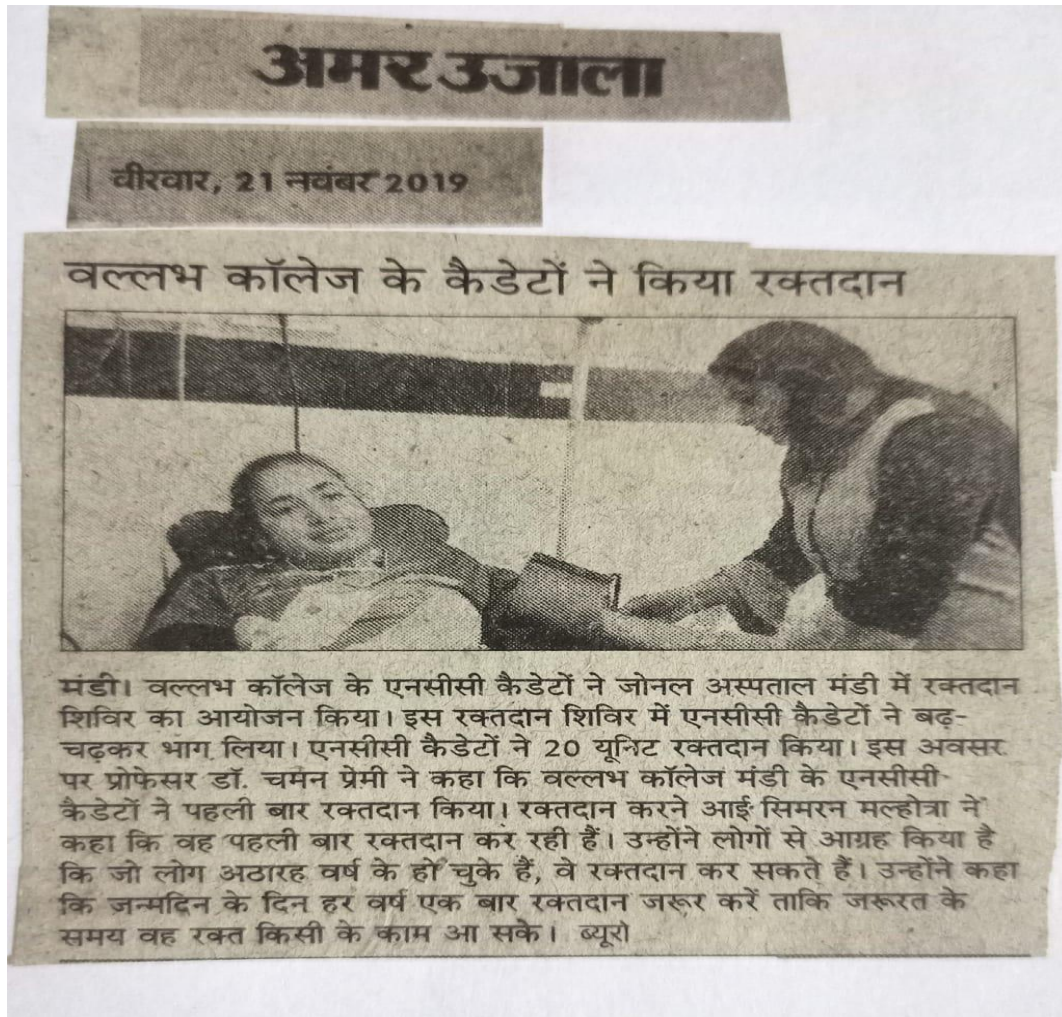 अमर उजाला
वीरवार, 21 नवंबर 2019
वल्लभ कॉलेज के कैडेटों ने किया रक्तदान
मंडी। वल्लभ कॉलेज के एनसीसी कैडेटों ने जोनल अस्पताल मंडी में रक्तदान
शिविर का आयोजन किया। इस रक्तदान शिविर में एनसीसी कैडेटों ने बढ़-
चढ़कर भाग लिया। एनसीसी कैडेटों ने 20 यूनिट रक्तदान किया। इस अवसर
पर प्रोफेसर डॉ. चमन प्रेमी ने कहा कि वल्लभ कॉलेज मंडी के एनसीसी
कैडेटों ने पहली बार रक्तदान किया। रक्तदान करने आई सिमरन मल्होत्रा ने
कहा कि वह पहली बार रक्तदान कर रही हैं। उन्होंने लोगों से आग्रह किया है
कि जो लोग अठारह वर्ष के हो चुके हैं, वे रक्तदान कर सकते हैं। उन्होंने कहा
कि जन्मदिन के दिन हर वर्ष एक बार रक्तदान जरूर करें ताकि जरूरत के
समय वह रक्त किसी के काम आ सके। ब्यूरो